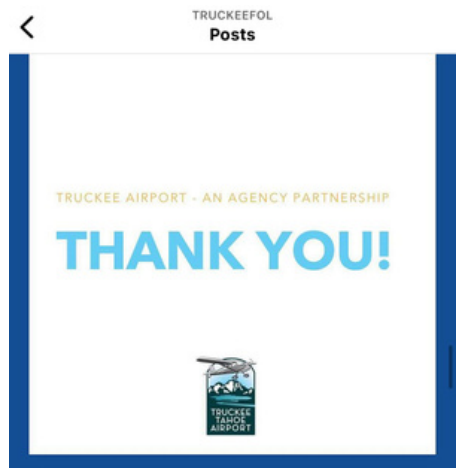 TRUCKEEFOL
Posts
TRUCKEE AIRPORT - AN AGENCY PARTNERSHIP
THANK YOU!
TRUCKEE
TAHOE
AIRPORT